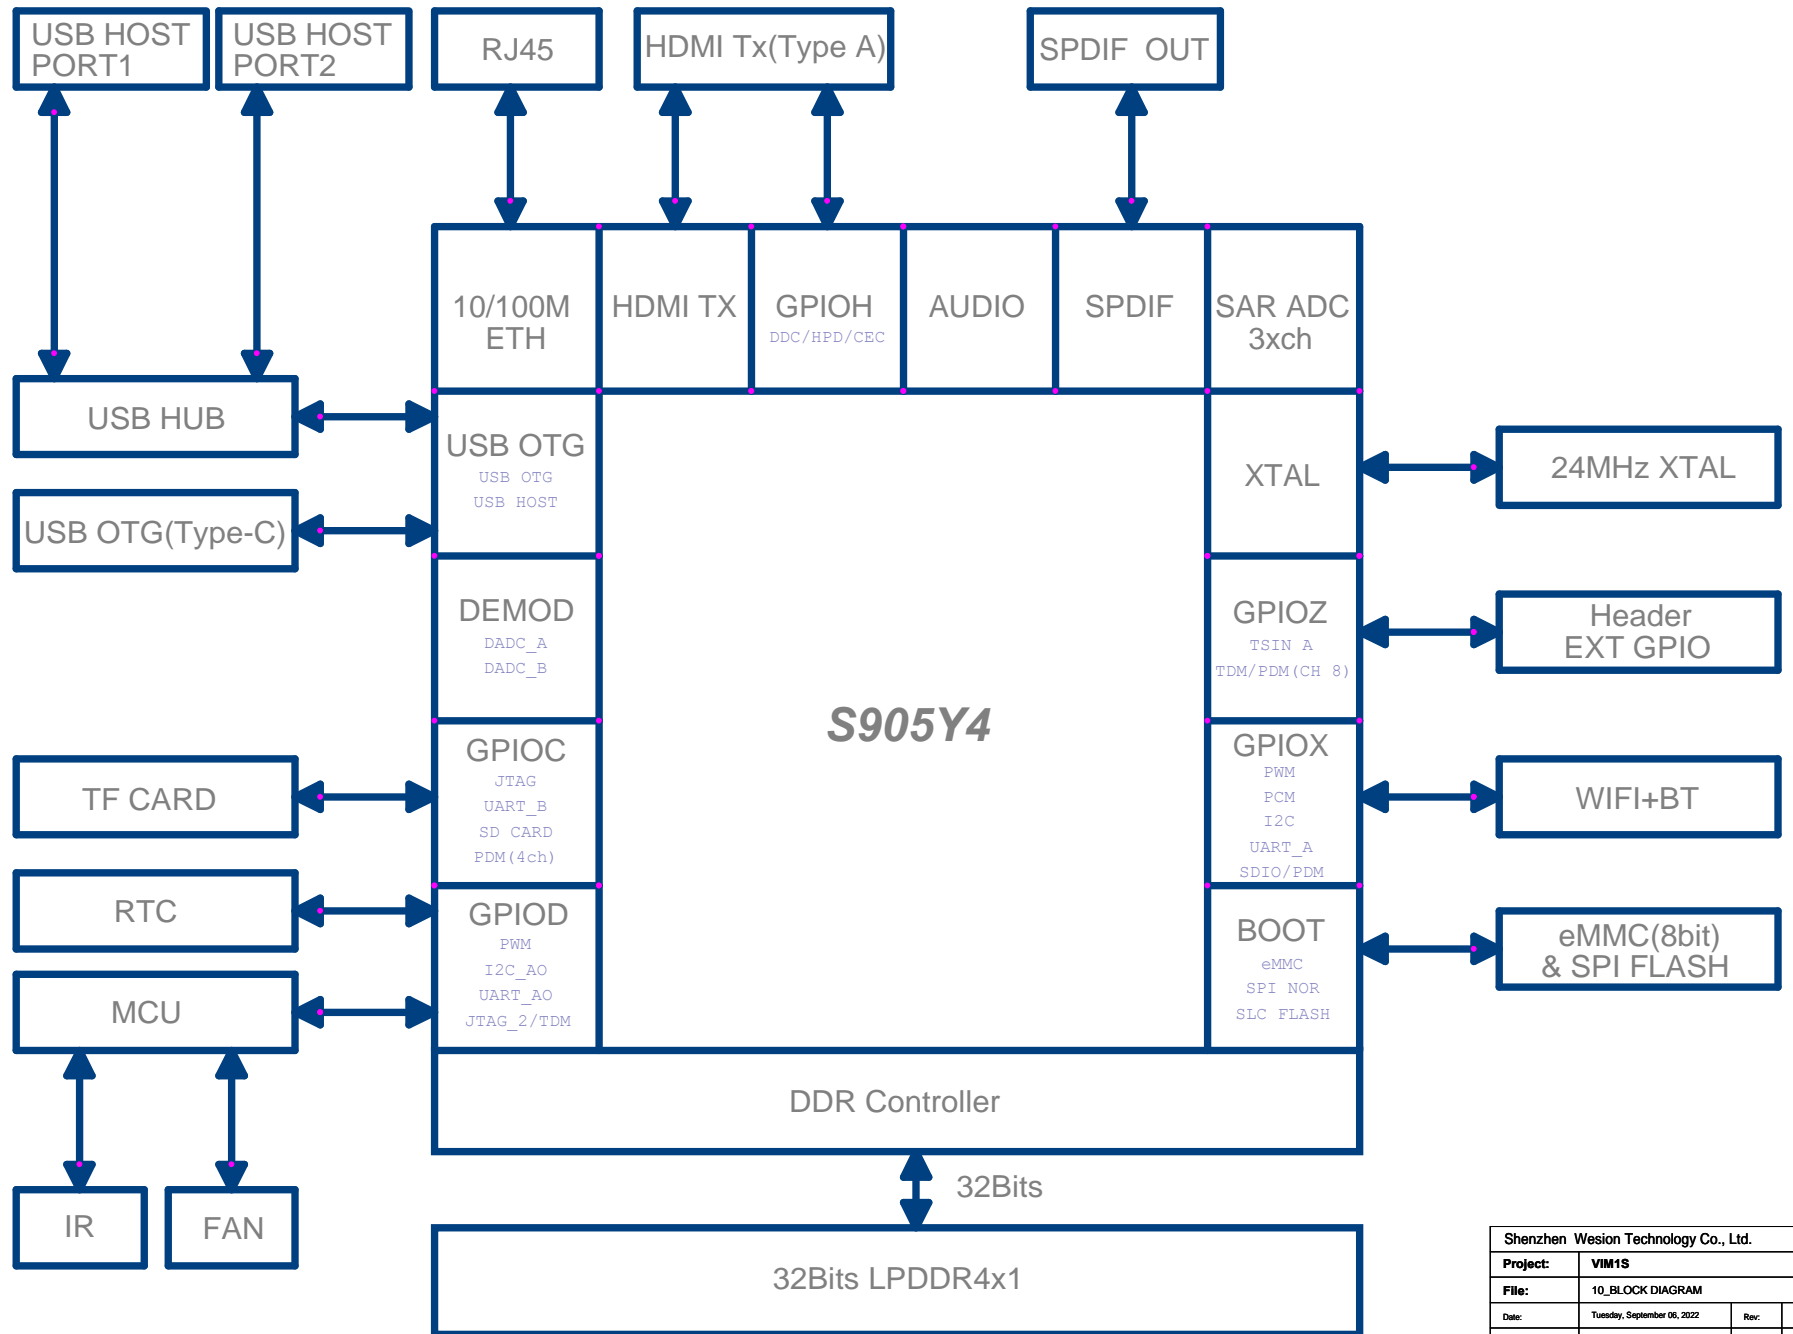 USB HOST
PORT1
USB HOST
PORT2
RJ45
HDMI Tx(Type A)
SPDIF OUT
10/100M
ETH
HDMI TX
GPIOH
DDC/HPD/CEC
AUDIO
SPDIF
SAR ADC
3xch
USB HUB
USB OTG(Type-C)
USB OTG
USB OTG
USB HOST
XTAL
24MHz XTAL
DEMOD
DADC_A
DADC_B
GPIOZ
TSIN A
TDM/PDM(CH 8)
Header
EXT GPIO
S905Y4
TF CARD
GPIOC
JTAG
UART_B
SD CARD
PDM(4ch)
GPIOX
PWM
PCM
I2C
UART_A
SDIO/PDM
WIFI+BT
RTC
MCU
GPIOD
PWM
I2C_AO
UART_AO
JTAG_2/TDM
BOOT
eMMC
SPI NOR
SLC FLASH
eMMC(8bit)
& SPI FLASH
DDR Controller
32Bits
IR
FAN
32Bits LPDDR4x1
Shenzhen Wesion Technology Co., Ltd.
Project: VIM1S
File: 10_BLOCK DIAGRAM
Date: Tuesday, September 06, 2022 Rev: